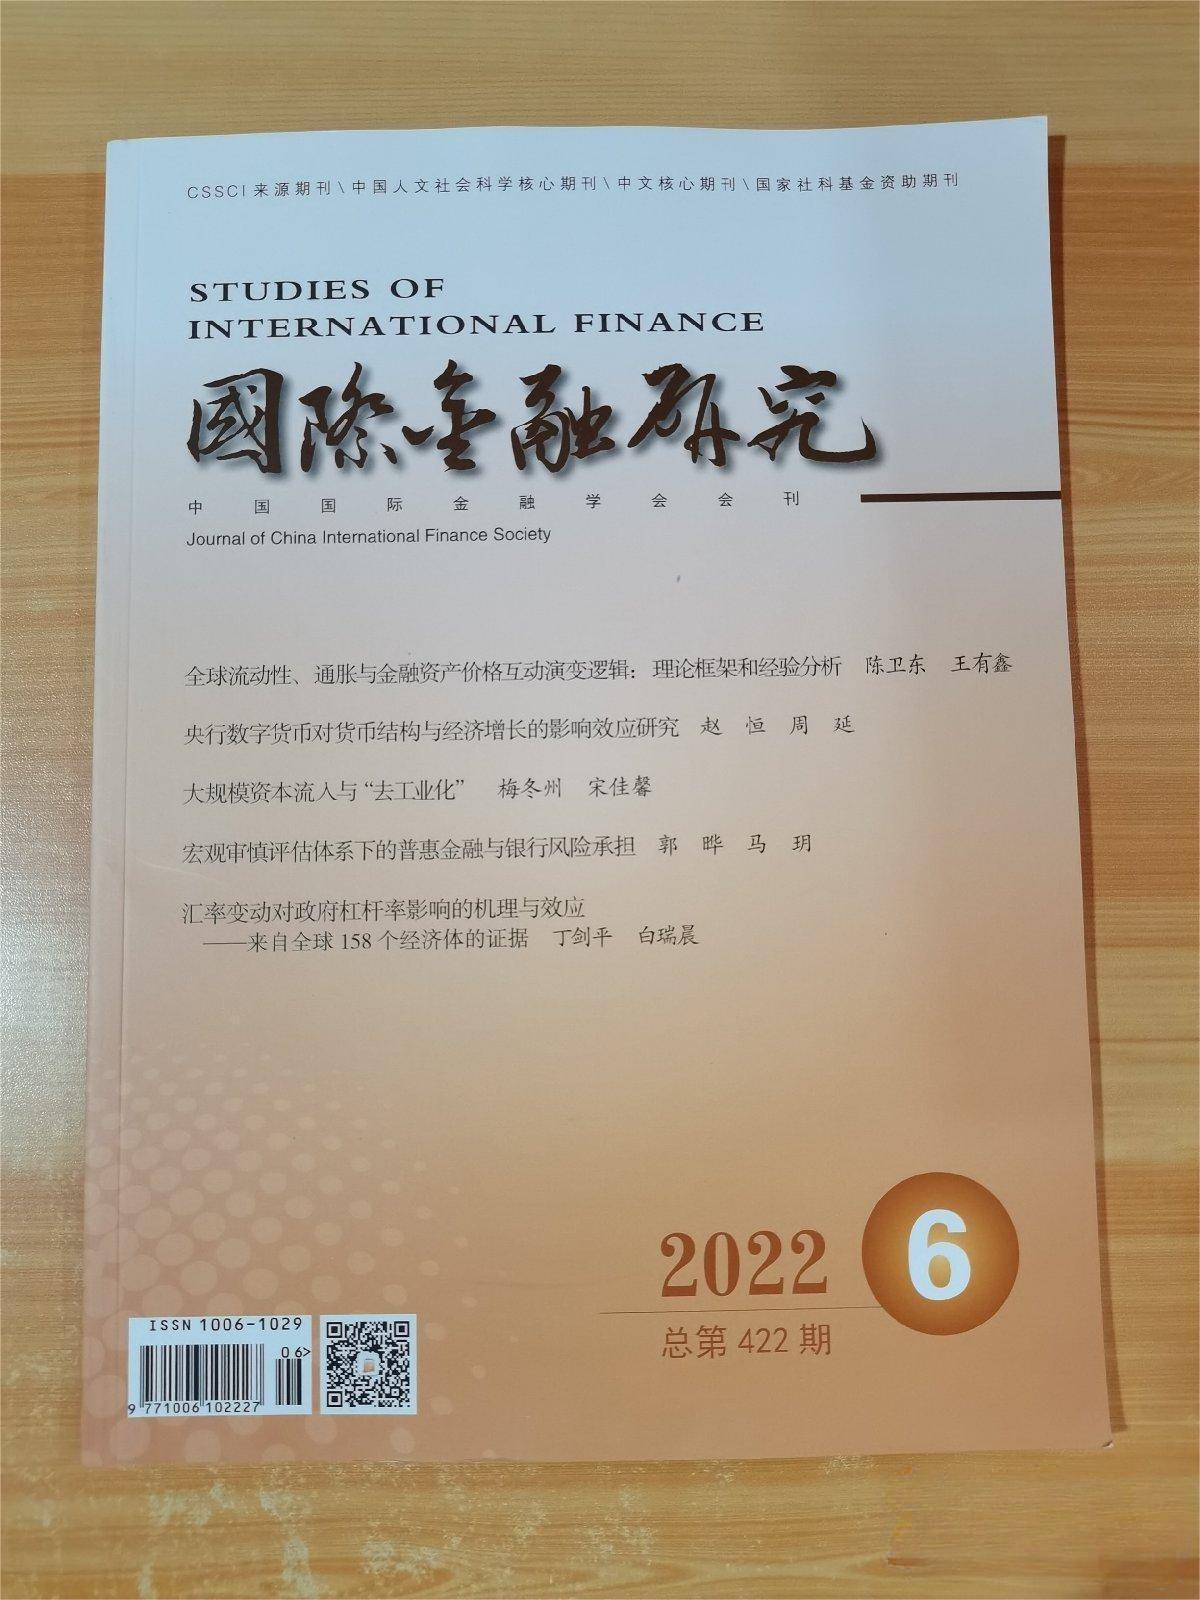 CSSCI 来源期刊\中国人文社会科学核心期刊\中文核心期刊\国家社科基金资助期刊
STUDIES OF
INTERNATIONAL FINANCE
國際金融研究
中国国际金融学会会刊
Journal of China International Finance Society
全球流动性、通胀与金融资产价格互动演变逻辑：理论框架和经验分析 陈卫东 王有鑫
央行数字货币对货币结构与经济增长的影响效应研究 赵恒 周延
大规模资本流入与“去工业化” 梅冬州 宋佳馨
宏观审慎评估体系下的普惠金融与银行风险承担 郭晔 马玥
汇率变动对政府杠杆率影响的机理与效应
——来自全球 158 个经济体的证据 丁剑平 白瑞晨
2022 6
总第 422 期
ISSN 1006-1029
06>
9 771006 102227